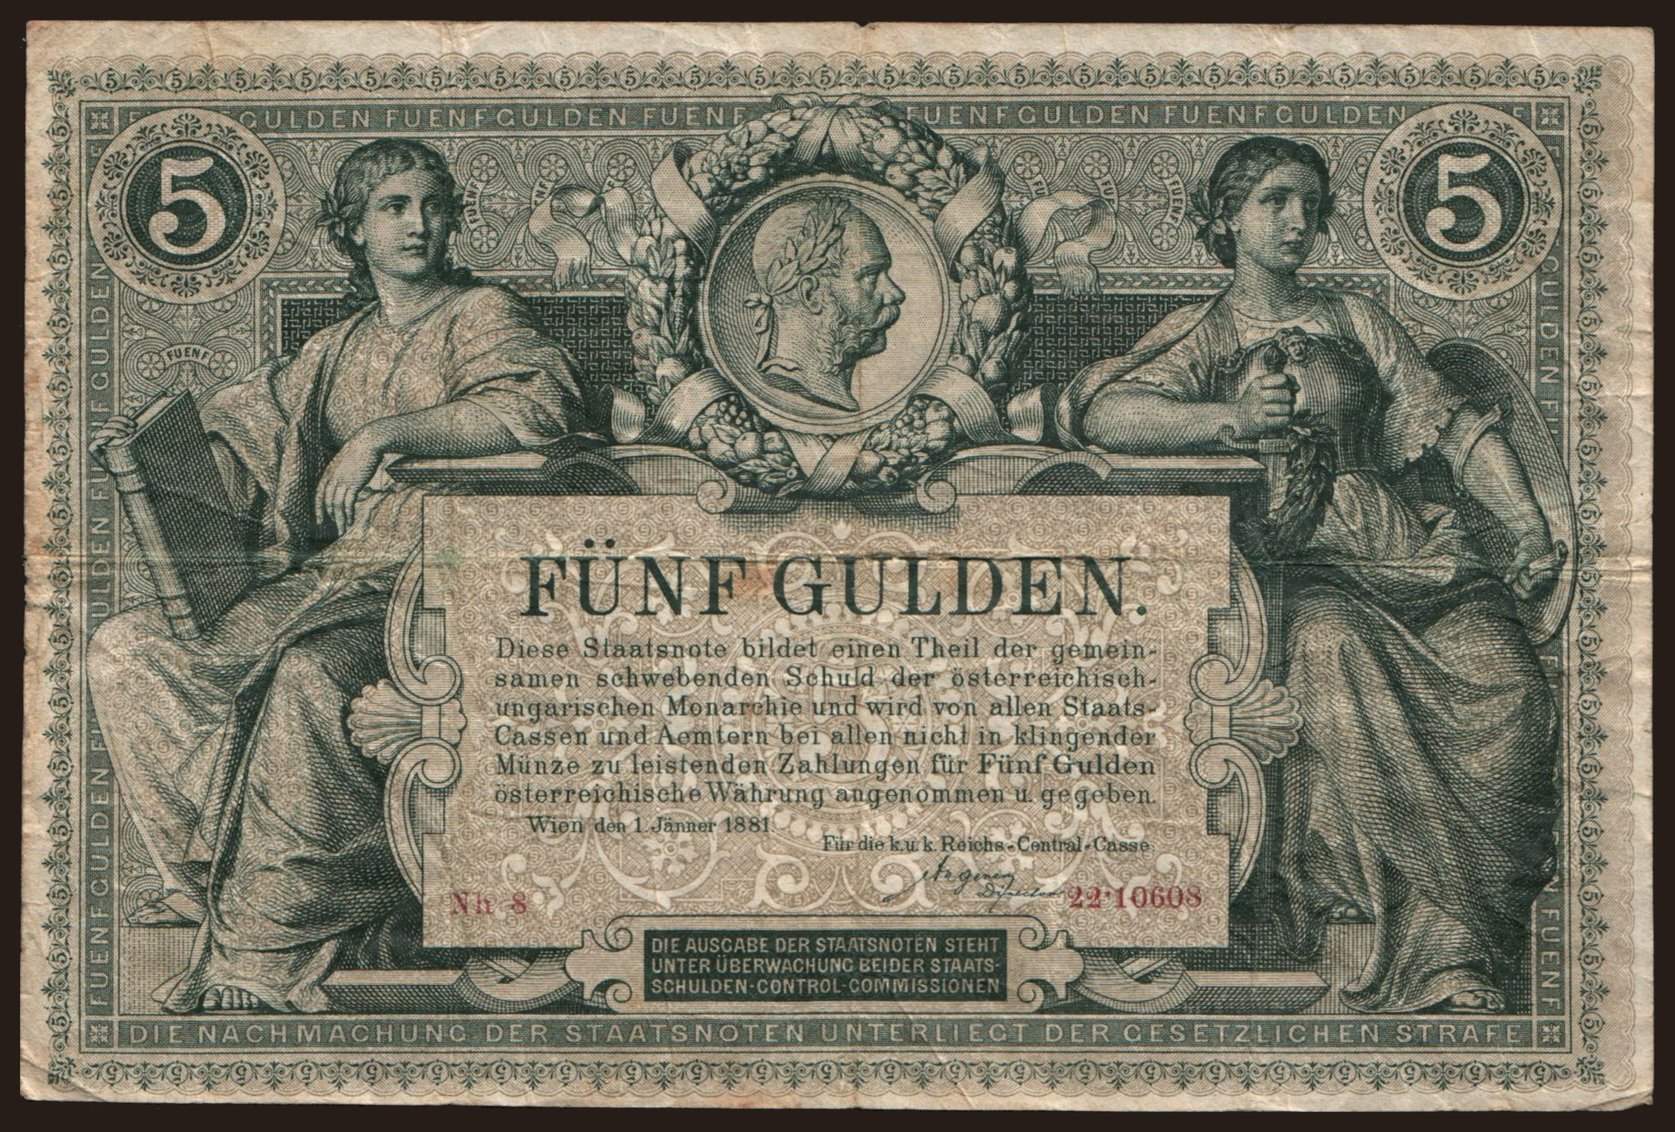 5 5
FUENF GULDEN FUENF GULDEN FUENF GULDEN FUENF GULDEN
FUENF
FÜNF GULDEN.
Diese Staatsnote bildet einen Theil der gemein-
samen schwebenden Schuld der österreichisch-
ungarischen Monarchie und wird von allen Staats-
Cassen und Aemtern bei allen nicht in klingender
Münze zu leistenden Zahlungen für Fünf Gulden
österreichische Währung angenommen u. gegeben.
Wien den 1. Jänner 1881.
Für die k. u. k. Reichs-Central-Casse
Director
Nh 8 22·10608
DIE AUSGABE DER STAATSNOTEN STEHT
UNTER ÜBERWACHUNG BEIDER STAATS-
SCHULDEN-CONTROL-COMMISSIONEN
DIE NACHMACHUNG DER STAATSNOTEN UNTERLIEGT DER GESETZLICHEN STRAFE